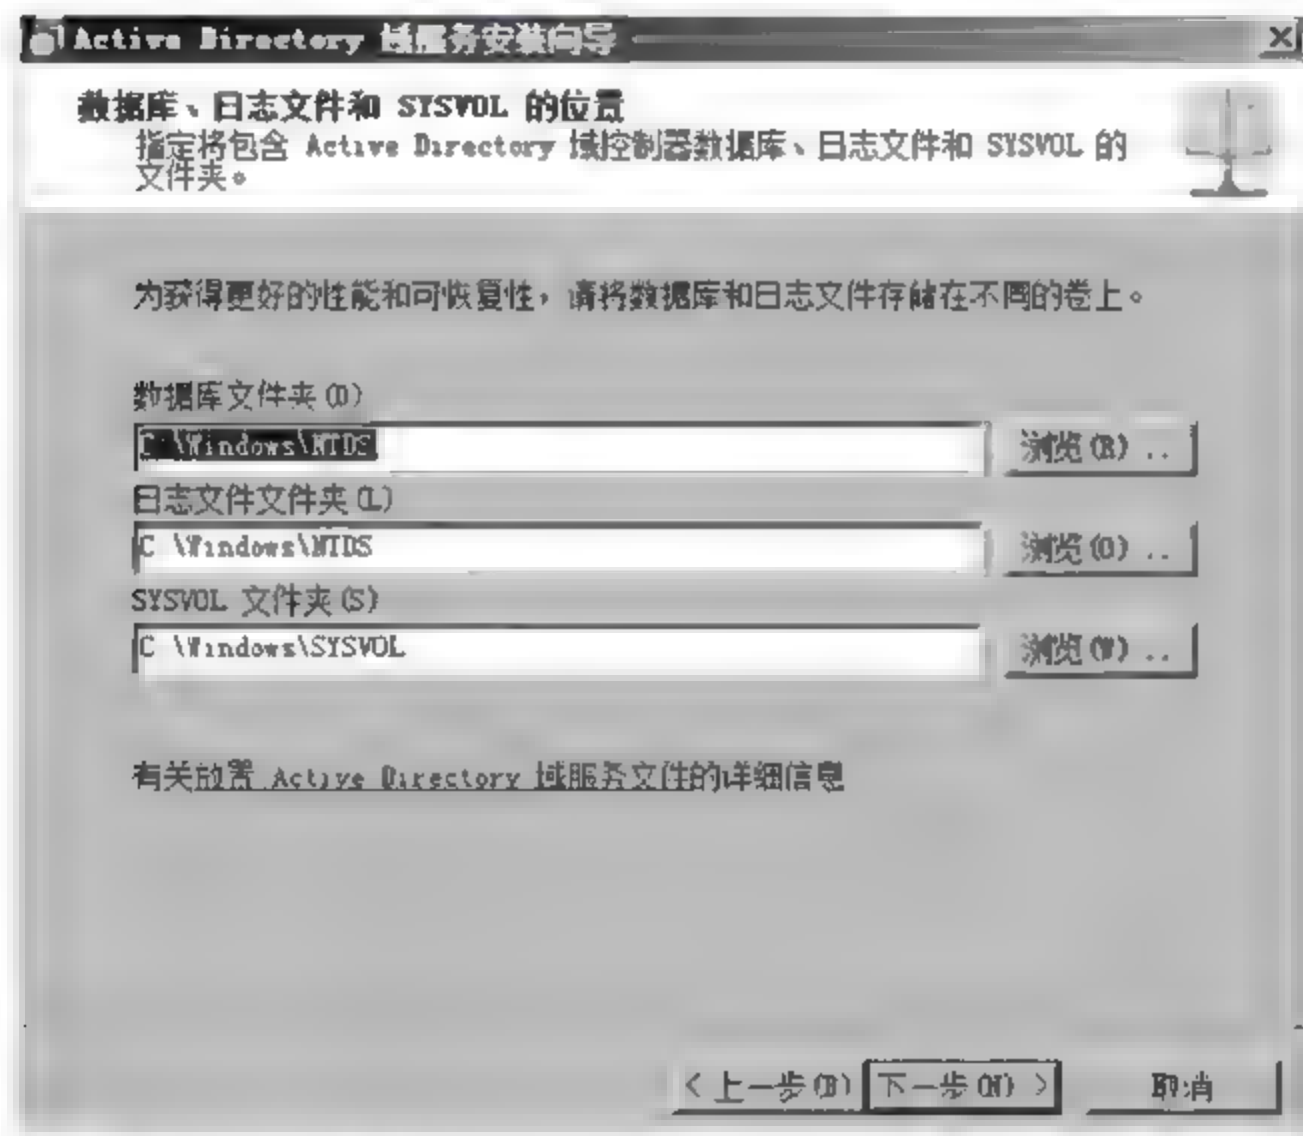 Active Directory 域服务安装向导
数据库、日志文件和 SYSVOL 的位置
指定将包含 Active Directory 域控制器数据库、日志文件和 SYSVOL 的
文件夹。
为获得更好的性能和可恢复性，请将数据库和日志文件存储在不同的卷上。
数据库文件夹(D)
C:\Windows\NTDS
浏览(R)..
日志文件文件夹(L)
C \Windows\NTDS
浏览(O)..
SYSVOL 文件夹(S)
C \Windows\SYSVOL
浏览(W)..
有关放置 Active Directory 域服务文件的详细信息
< 上一步(B)
下一步(N) >
取消